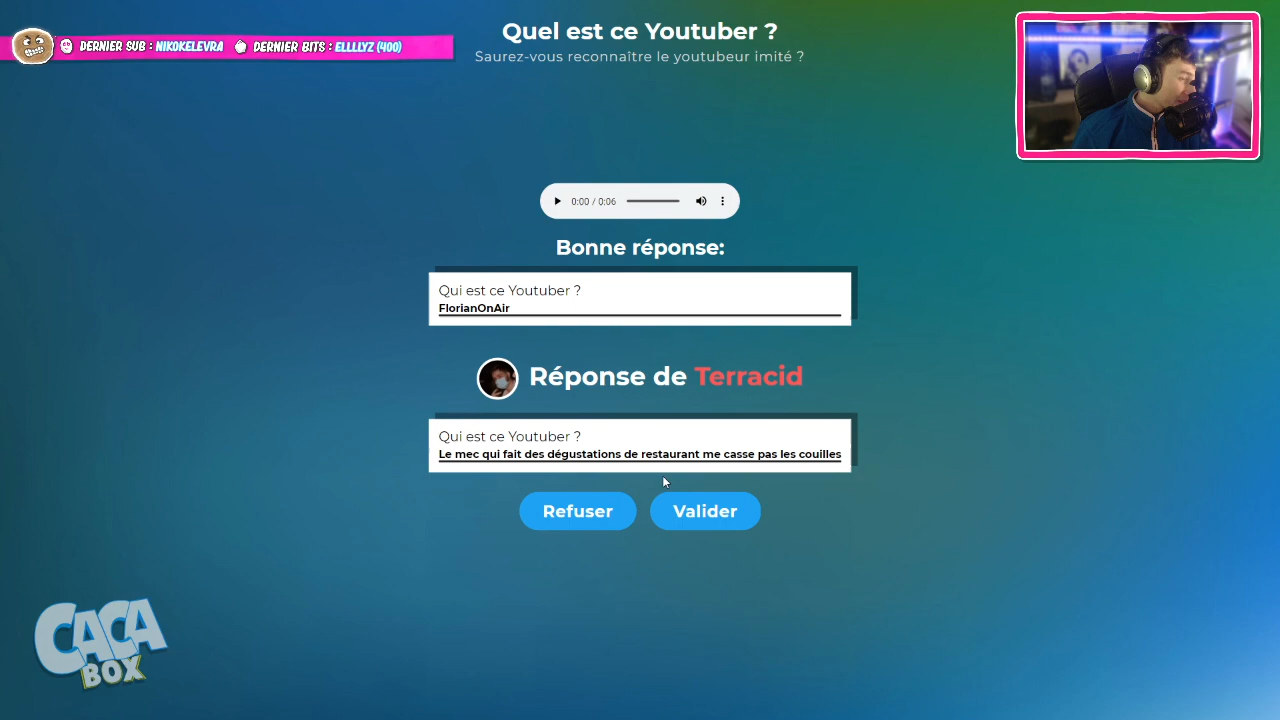 Quel est ce Youtuber ?
Saurez-vous reconnaître le youtubeur imité ?
DERNIER SUB : NIKOKELEVRA DERNIER BITS : ELLLLYZ (400)
0:00 / 0:06
Bonne réponse:
Qui est ce Youtuber ?
FlorianOnAir
Réponse de Terracid
Qui est ce Youtuber ?
Le mec qui fait des dégustations de restaurant me casse pas les couilles
Refuser Valider
CACA
BOX